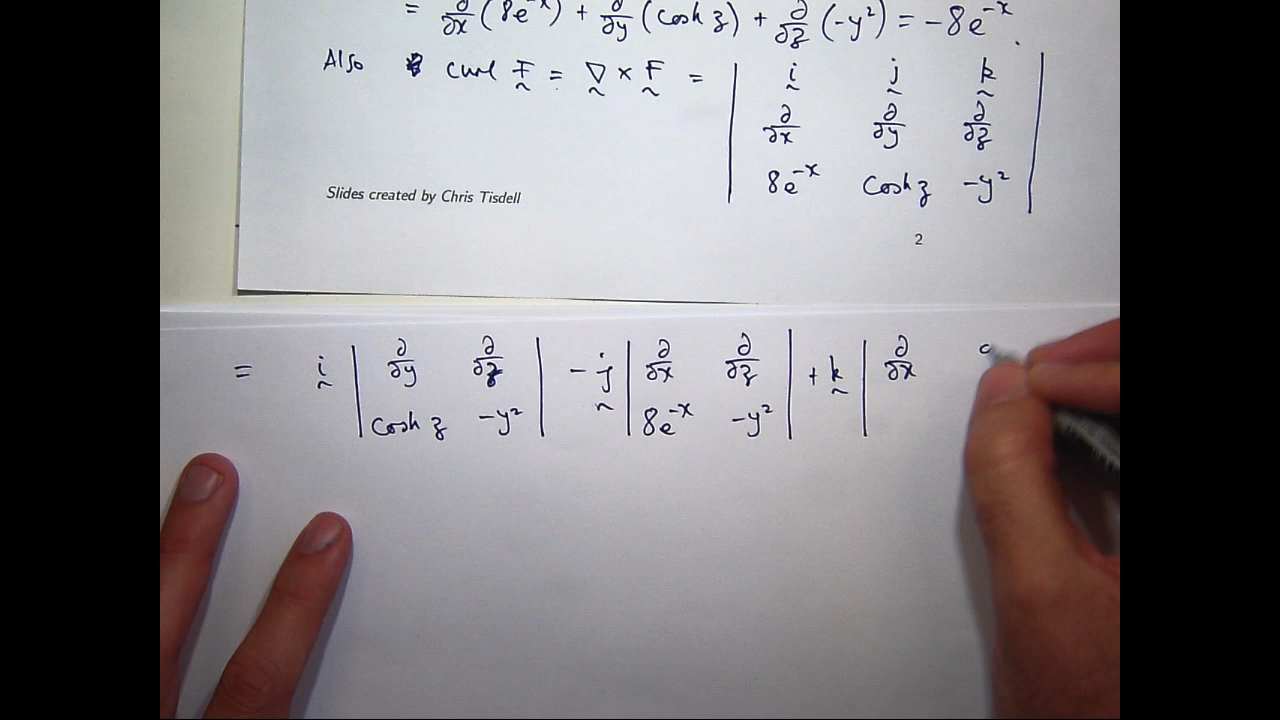 = ∂/∂x (8e^-x) + ∂/∂y (cosh z) + ∂/∂z (-y²) = -8e^-x.
Also curl F = ∇ × F = | i j k |
| ∂/∂x ∂/∂y ∂/∂z |
| 8e^-x cosh z -y² |
Slides created by Chris Tisdell
2
= i | ∂/∂y ∂/∂z | - j | ∂/∂x ∂/∂z | + k | ∂/∂x
| cosh z -y² | | 8e^-x -y² |